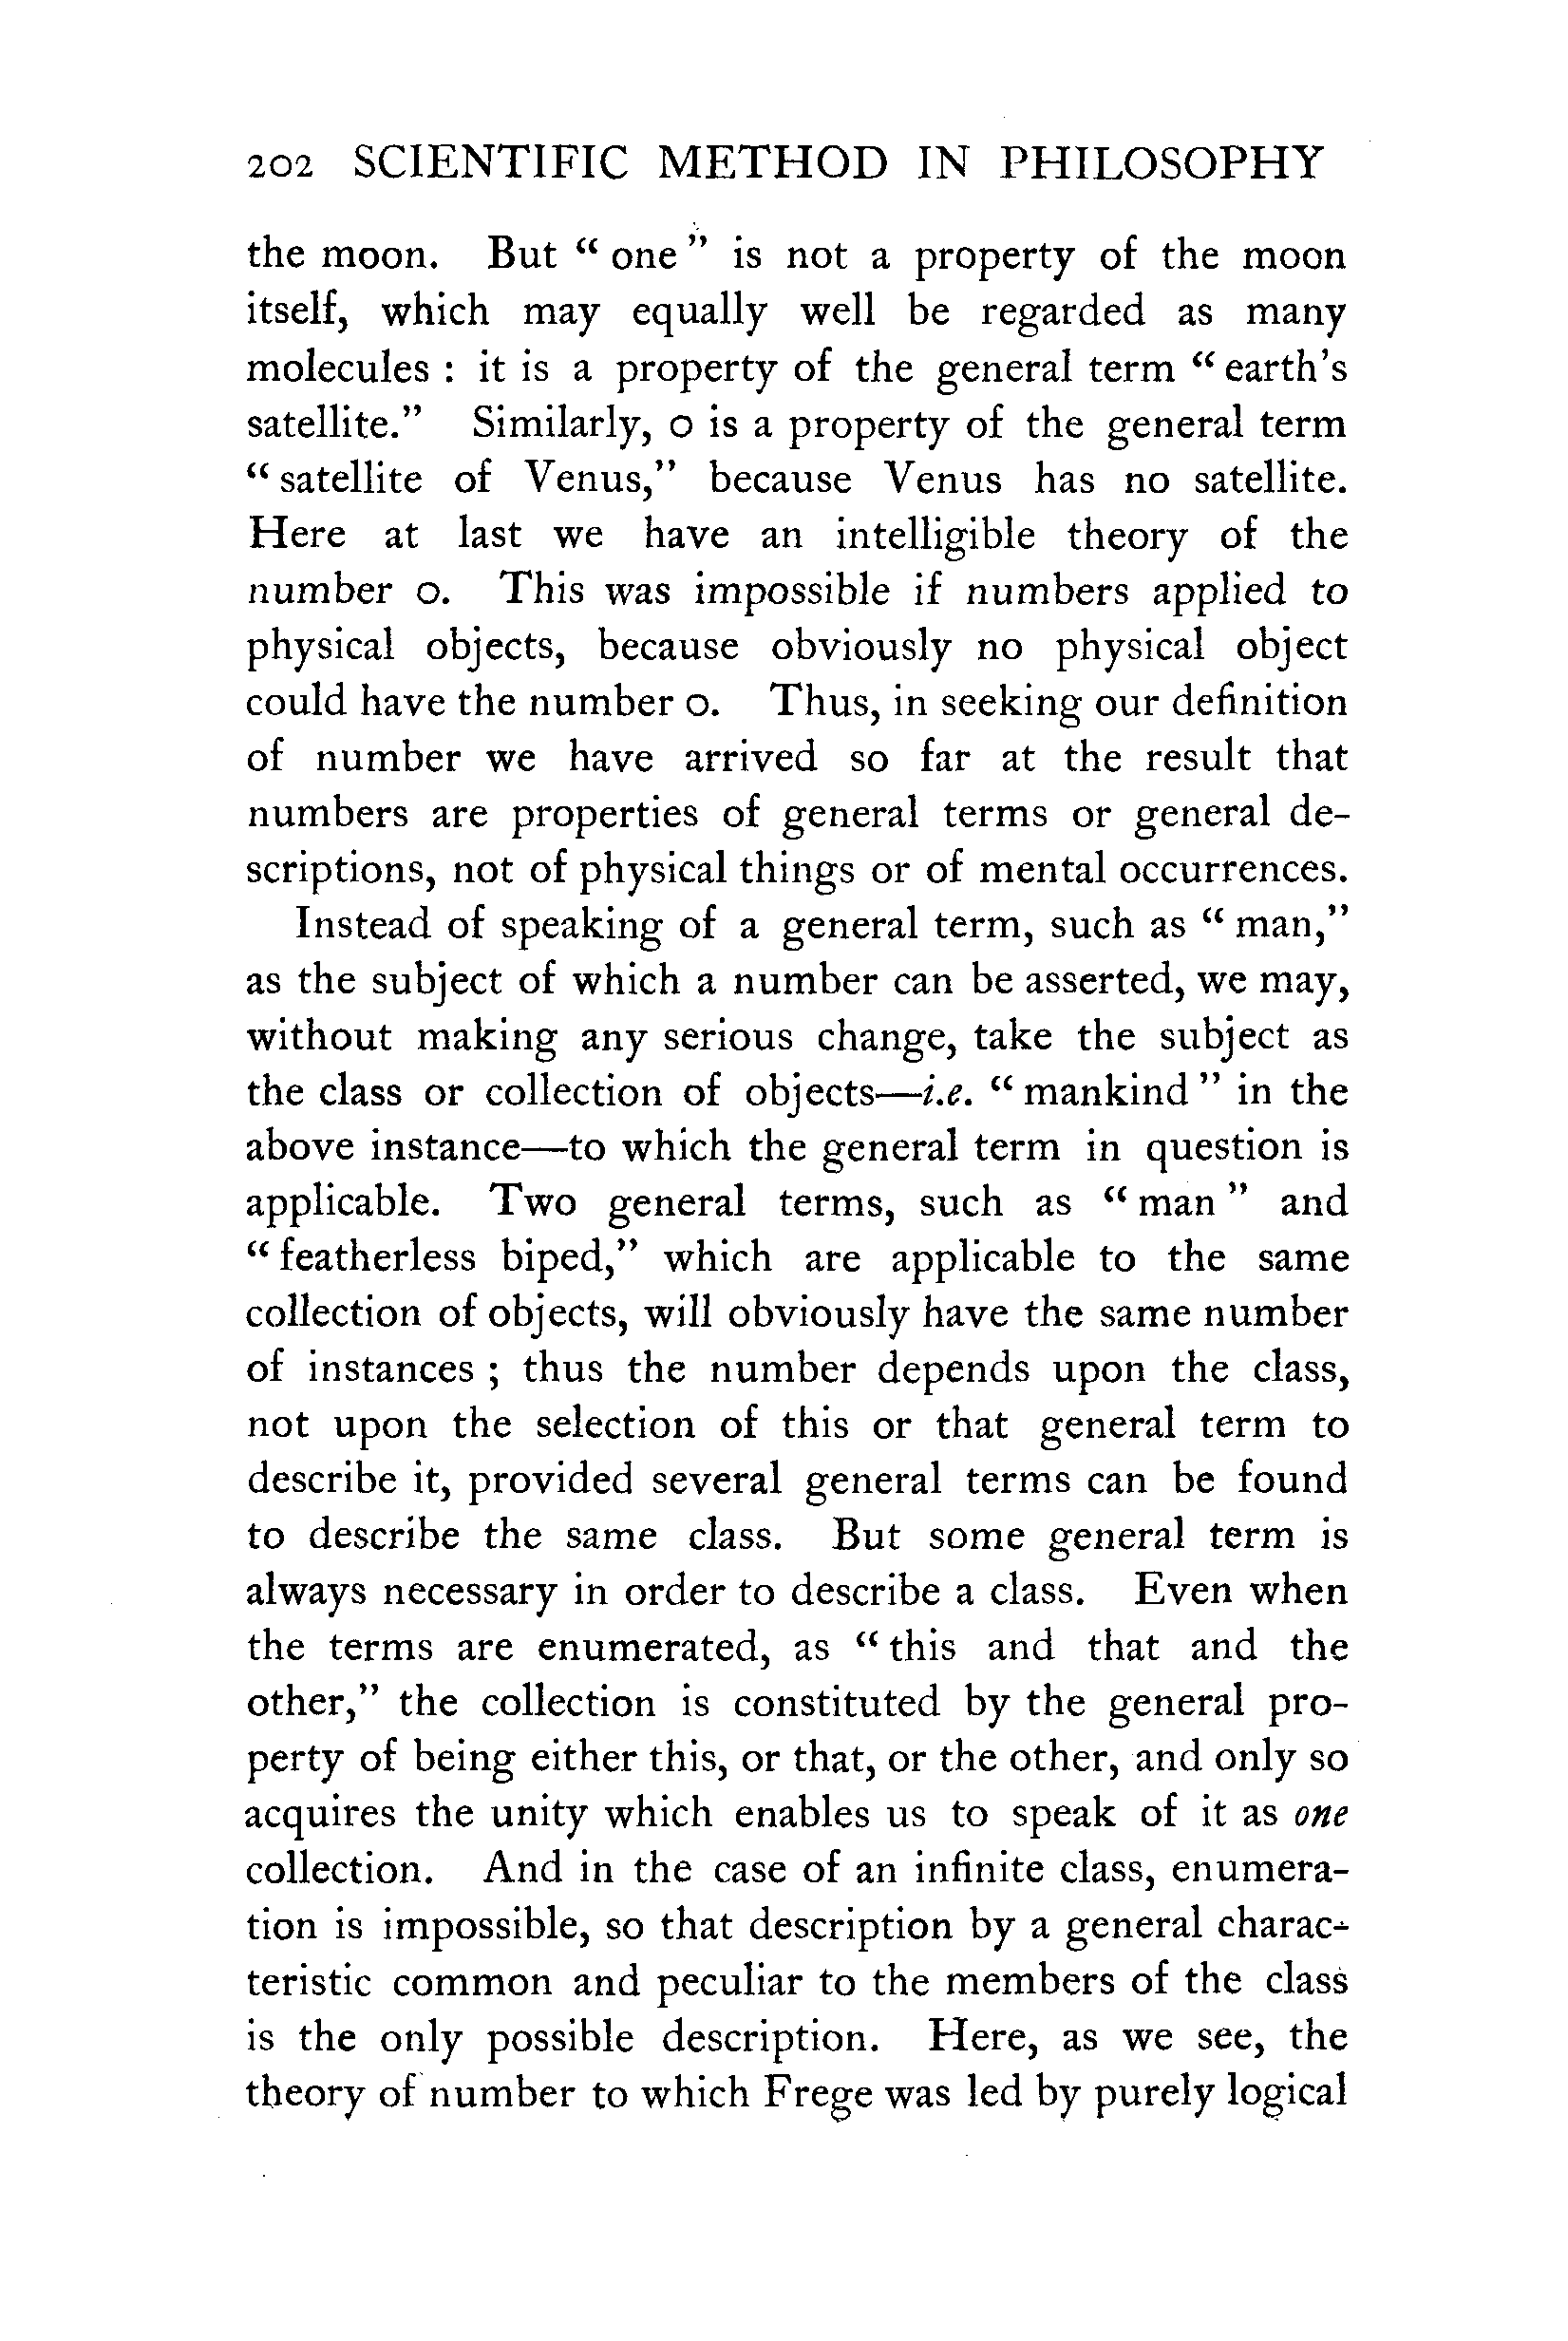 202 SCIENTIFIC METHOD IN PHILOSOPHY
the moon. But “ one ” is not a property of the moon
itself, which may equally well be regarded as many
molecules : it is a property of the general term “ earth’s
satellite.” Similarly, 0 is a property of the general term
“ satellite of Venus,” because Venus has no satellite.
Here at last we have an intelligible theory of the
number 0. This was impossible if numbers applied to
physical objects, because obviously no physical object
could have the number 0. Thus, in seeking our definition
of number we have arrived so far at the result that
numbers are properties of general terms or general de-
scriptions, not of physical things or of mental occurrences.
Instead of speaking of a general term, such as “ man,”
as the subject of which a number can be asserted, we may,
without making any serious change, take the subject as
the class or collection of objects—i.e. “ mankind ” in the
above instance—to which the general term in question is
applicable. Two general terms, such as “ man ” and
“ featherless biped,” which are applicable to the same
collection of objects, will obviously have the same number
of instances ; thus the number depends upon the class,
not upon the selection of this or that general term to
describe it, provided several general terms can be found
to describe the same class. But some general term is
always necessary in order to describe a class. Even when
the terms are enumerated, as “ this and that and the
other,” the collection is constituted by the general pro-
perty of being either this, or that, or the other, and only so
acquires the unity which enables us to speak of it as one
collection. And in the case of an infinite class, enumera-
tion is impossible, so that description by a general charac-
teristic common and peculiar to the members of the class
is the only possible description. Here, as we see, the
theory of number to which Frege was led by purely logical